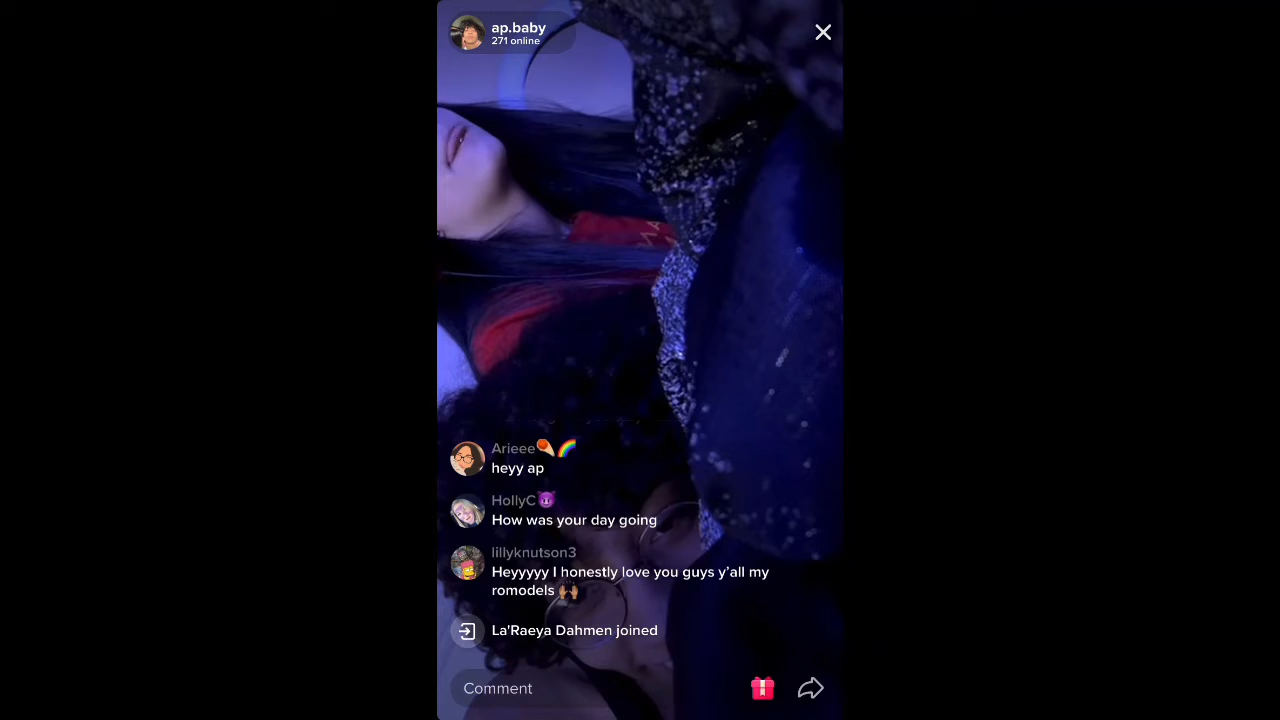 ap.baby
271 online
Arieee
heyy ap
HollyC
How was your day going
lillyknutson3
Heyyyyy I honestly love you guys y'all my
romodels 🙌🏽
La'Raeya Dahmen joined
Comment